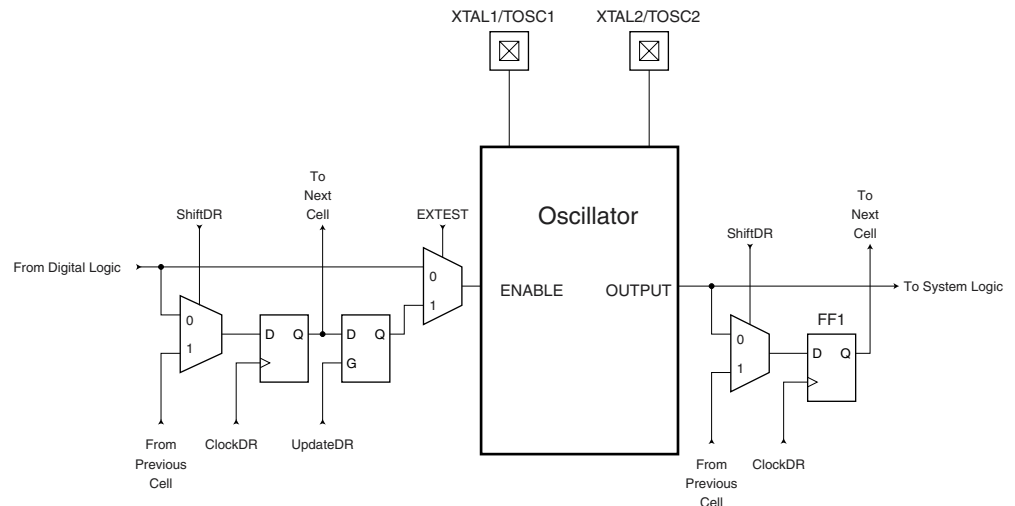 XTAL1/TOSC1
XTAL2/TOSC2
To
Next
Cell
ShiftDR
EXTEST
From Digital Logic
0
1
D Q
D Q
G
0
1
From
Previous
Cell
ClockDR
UpdateDR
Oscillator
ENABLE
OUTPUT
To
Next
Cell
ShiftDR
To System Logic
FF1
0
1
D Q
From
Previous
Cell
ClockDR